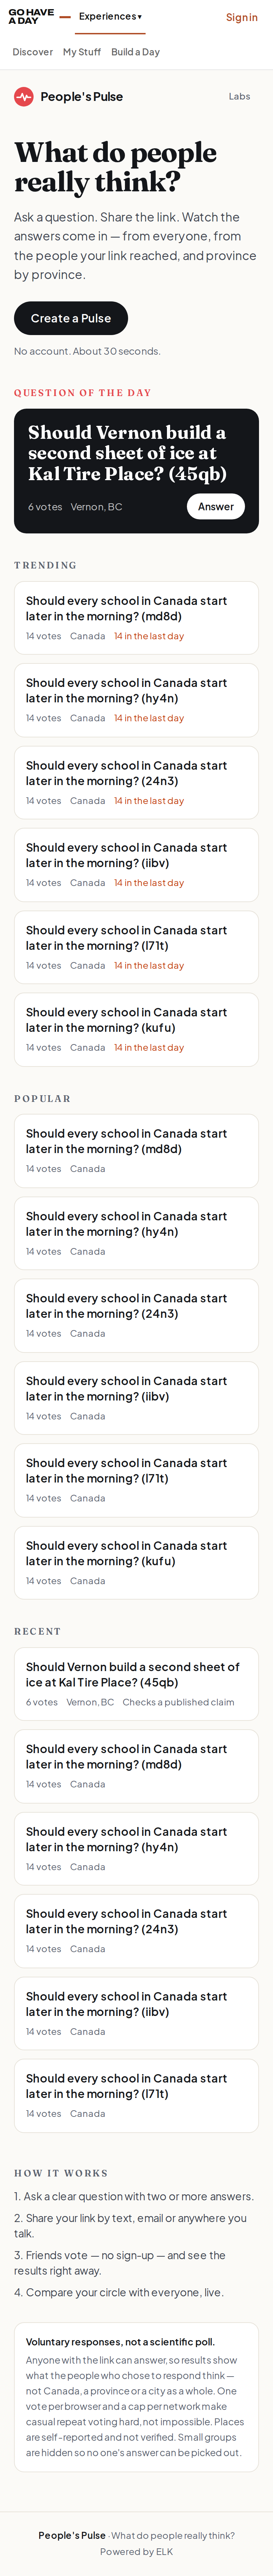 GO HAVE
A DAY
Experiences ▾
Sign in
Discover My Stuff Build a Day
People's Pulse
Labs
What do people
really think?
Ask a question. Share the link. Watch the
answers come in — from everyone, from
the people your link reached, and province
by province.
Create a Pulse
No account. About 30 seconds.
QUESTION OF THE DAY
Should Vernon build a
second sheet of ice at
Kal Tire Place? (45qb)
6 votes Vernon, BC
Answer
TRENDING
Should every school in Canada start
later in the morning? (md8d)
14 votes Canada 14 in the last day
Should every school in Canada start
later in the morning? (hy4n)
14 votes Canada 14 in the last day
Should every school in Canada start
later in the morning? (24n3)
14 votes Canada 14 in the last day
Should every school in Canada start
later in the morning? (iibv)
14 votes Canada 14 in the last day
Should every school in Canada start
later in the morning? (l71t)
14 votes Canada 14 in the last day
Should every school in Canada start
later in the morning? (kufu)
14 votes Canada 14 in the last day
POPULAR
Should every school in Canada start
later in the morning? (md8d)
14 votes Canada
Should every school in Canada start
later in the morning? (hy4n)
14 votes Canada
Should every school in Canada start
later in the morning? (24n3)
14 votes Canada
Should every school in Canada start
later in the morning? (iibv)
14 votes Canada
Should every school in Canada start
later in the morning? (l71t)
14 votes Canada
Should every school in Canada start
later in the morning? (kufu)
14 votes Canada
RECENT
Should Vernon build a second sheet of
ice at Kal Tire Place? (45qb)
6 votes Vernon, BC Checks a published claim
Should every school in Canada start
later in the morning? (md8d)
14 votes Canada
Should every school in Canada start
later in the morning? (hy4n)
14 votes Canada
Should every school in Canada start
later in the morning? (24n3)
14 votes Canada
Should every school in Canada start
later in the morning? (iibv)
14 votes Canada
Should every school in Canada start
later in the morning? (l71t)
14 votes Canada
HOW IT WORKS
1. Ask a clear question with two or more answers.
2. Share your link by text, email or anywhere you
talk.
3. Friends vote — no sign-up — and see the
results right away.
4. Compare your circle with everyone, live.
Voluntary responses, not a scientific poll.
Anyone with the link can answer, so results show
what the people who chose to respond think —
not Canada, a province or a city as a whole. One
vote per browser and a cap per network make
casual repeat voting hard, not impossible. Places
are self-reported and not verified. Small groups
are hidden so no one's answer can be picked out.
People's Pulse · What do people really think?
Powered by ELK